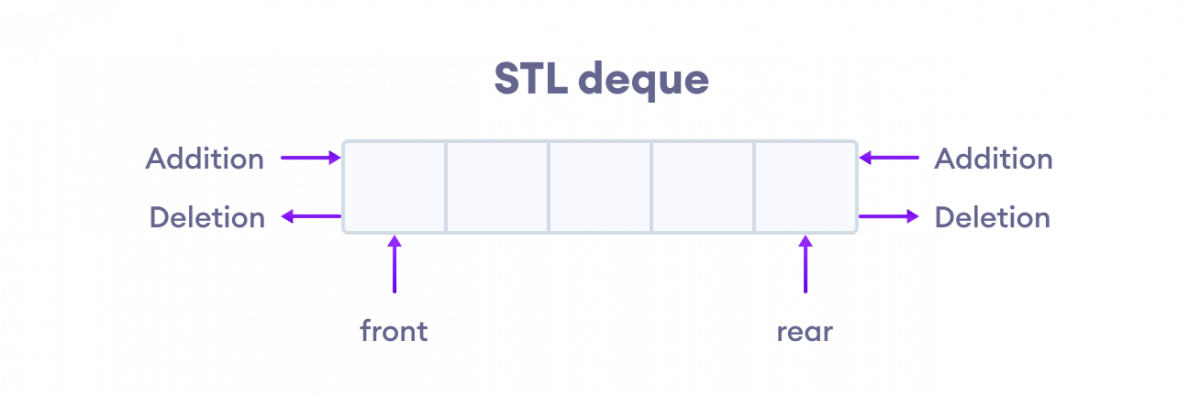 STL deque
Addition
Addition
Deletion
Deletion
front
rear